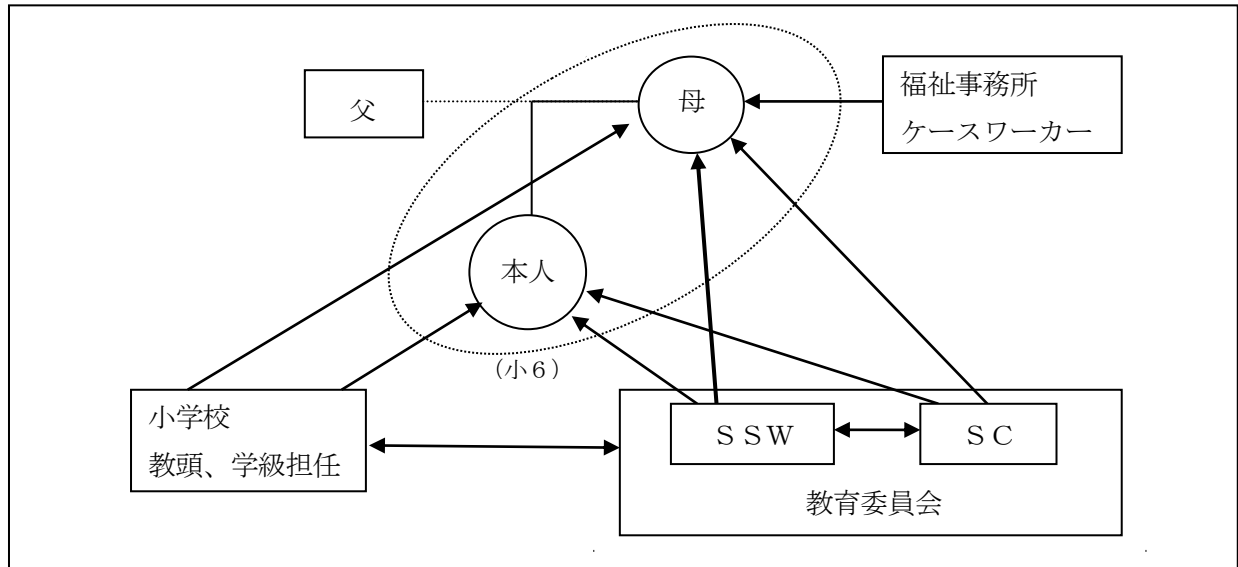 父
母
福祉事務所
ケースワーカー
本人
（小６）
小学校
教頭、学級担任
ＳＳＷ
ＳＣ
教育委員会